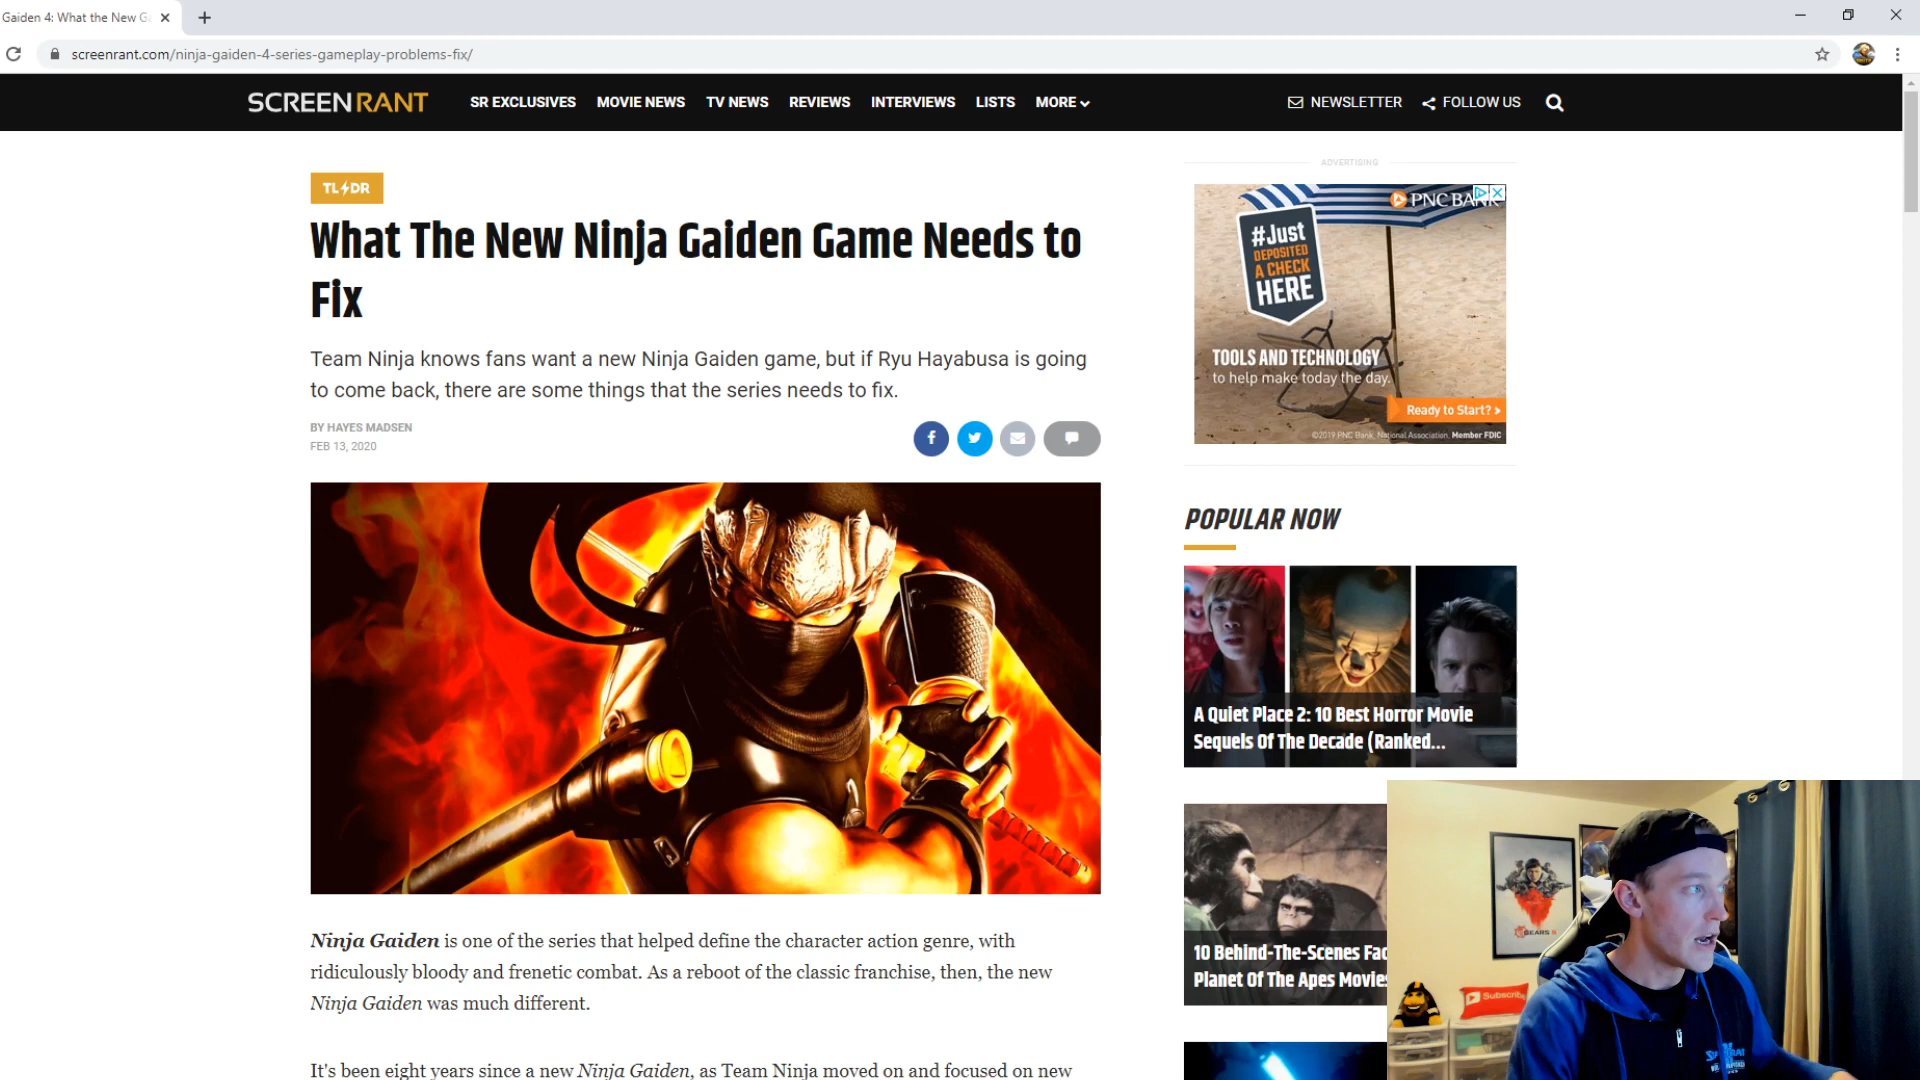 Gaiden 4: What the New G
screenrant.com/ninja-gaiden-4-series-gameplay-problems-fix/
SCREENRANT
SR EXCLUSIVES
MOVIE NEWS
TV NEWS
REVIEWS
INTERVIEWS
LISTS
MORE
NEWSLETTER
FOLLOW US
TL DR
What The New Ninja Gaiden Game Needs to
Fix
Team Ninja knows fans want a new Ninja Gaiden game, but if Ryu Hayabusa is going
to come back, there are some things that the series needs to fix.
BY HAYES MADSEN
FEB 13, 2020
Ninja Gaiden is one of the series that helped define the character action genre, with
ridiculously bloody and frenetic combat. As a reboot of the classic franchise, then, the new
Ninja Gaiden was much different.
It's been eight years since a new Ninja Gaiden, as Team Ninja moved on and focused on new
ADVERTISING
PNC BANK
#Just
DEPOSITED
A CHECK
HERE
TOOLS AND TECHNOLOGY
to help make today the day.
Ready to Start? >
©2019 PNC Bank, National Association, Member FDIC
POPULAR NOW
A Quiet Place 2: 10 Best Horror Movie
Sequels Of The Decade (Ranked...
10 Behind-The-Scenes Fac
Planet Of The Apes Movies
GEARS
Subscribe